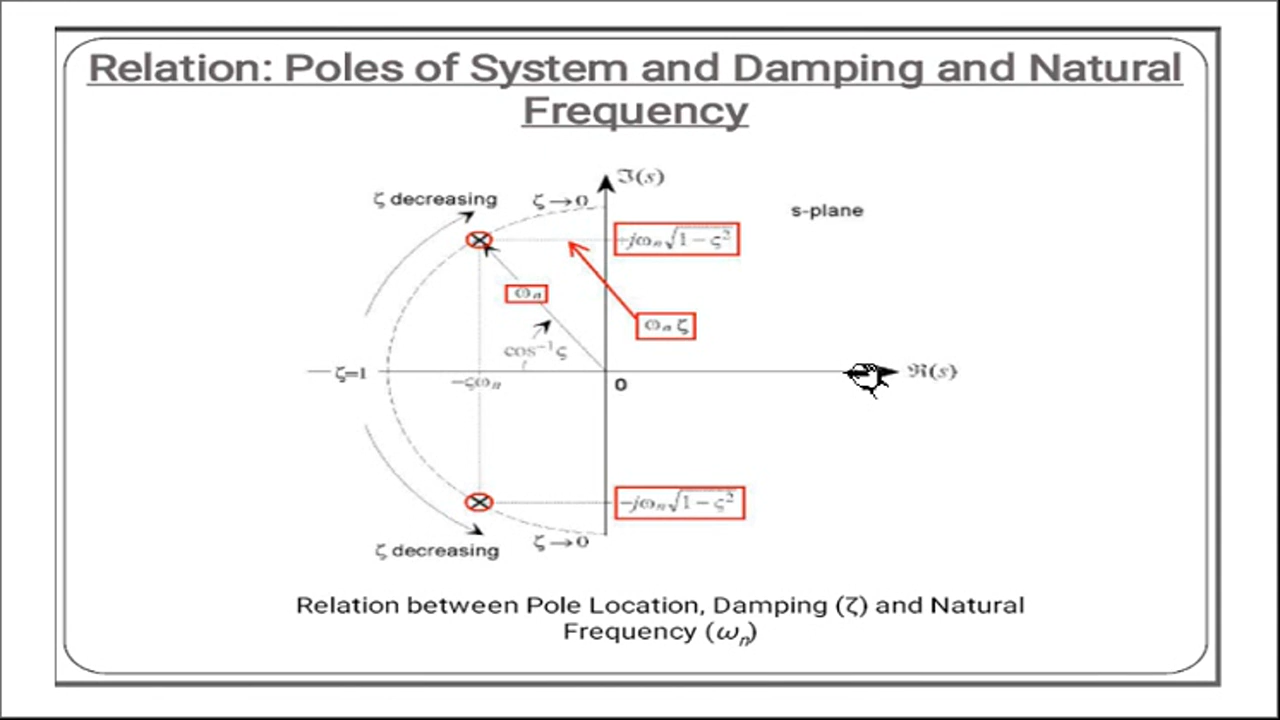 Relation: Poles of System and Damping and Natural
Frequency
ℑ(s)
ζ decreasing
ζ→0
s-plane
+jωₙ√1−ς²
ωₙ
ωₙ ζ
cos⁻¹ς
ζ=1
−ςωₙ
0
ℜ(s)
−jωₙ√1−ς²
ζ decreasing
ζ→0
Relation between Pole Location, Damping (ζ) and Natural
Frequency (ωₙ)